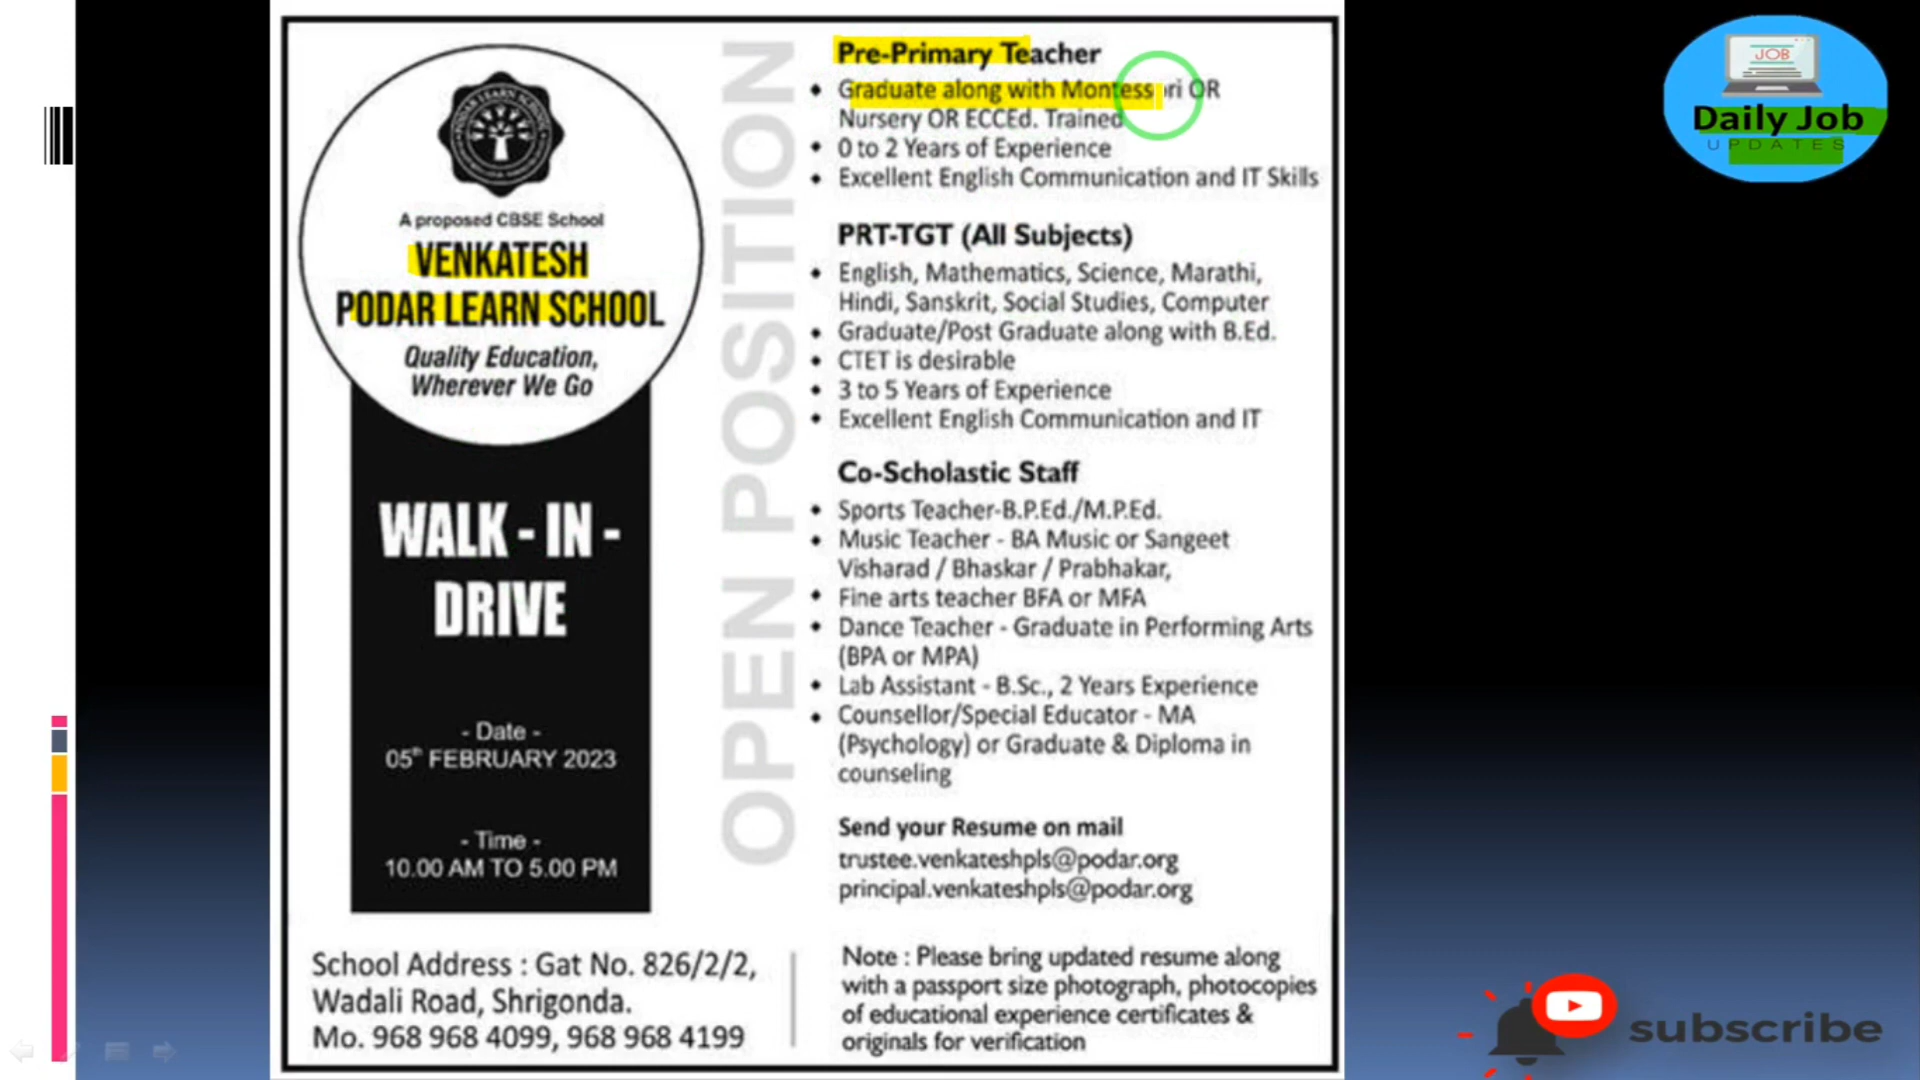 A proposed CBSE School
VENKATESH
PODAR LEARN SCHOOL
Quality Education,
Wherever We Go
WALK - IN -
DRIVE
- Date -
05th FEBRUARY 2023
- Time -
10.00 AM TO 5.00 PM
OPEN POSITION
Pre-Primary Teacher
• Graduate along with Montessori OR
Nursery OR ECCEd. Trained
• 0 to 2 Years of Experience
• Excellent English Communication and IT Skills
PRT-TGT (All Subjects)
• English, Mathematics, Science, Marathi,
Hindi, Sanskrit, Social Studies, Computer
• Graduate/Post Graduate along with B.Ed.
• CTET is desirable
• 3 to 5 Years of Experience
• Excellent English Communication and IT
Co-Scholastic Staff
• Sports Teacher-B.P.Ed./M.P.Ed.
• Music Teacher - BA Music or Sangeet
Visharad / Bhaskar / Prabhakar,
• Fine arts teacher BFA or MFA
• Dance Teacher - Graduate in Performing Arts
(BPA or MPA)
• Lab Assistant - B.Sc., 2 Years Experience
• Counsellor/Special Educator - MA
(Psychology) or Graduate & Diploma in
counseling
Send your Resume on mail
trustee.venkateshpls@podar.org
principal.venkateshpls@podar.org
School Address : Gat No. 826/2/2,
Wadali Road, Shrigonda.
Mo. 968 968 4099, 968 968 4199
Note : Please bring updated resume along
with a passport size photograph, photocopies
of educational experience certificates &
originals for verification
JOB
Daily Job
UPDATES
subscribe